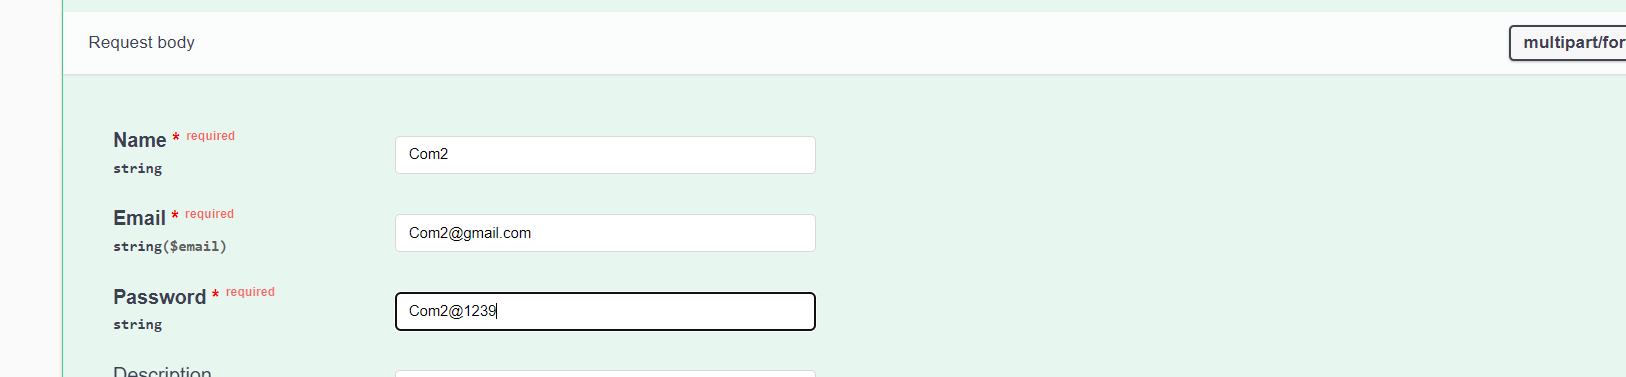 Request body
multipart/for
Name * required
string
Com2
Email * required
string($email)
Com2@gmail.com
Password * required
string
Com2@1239
Description